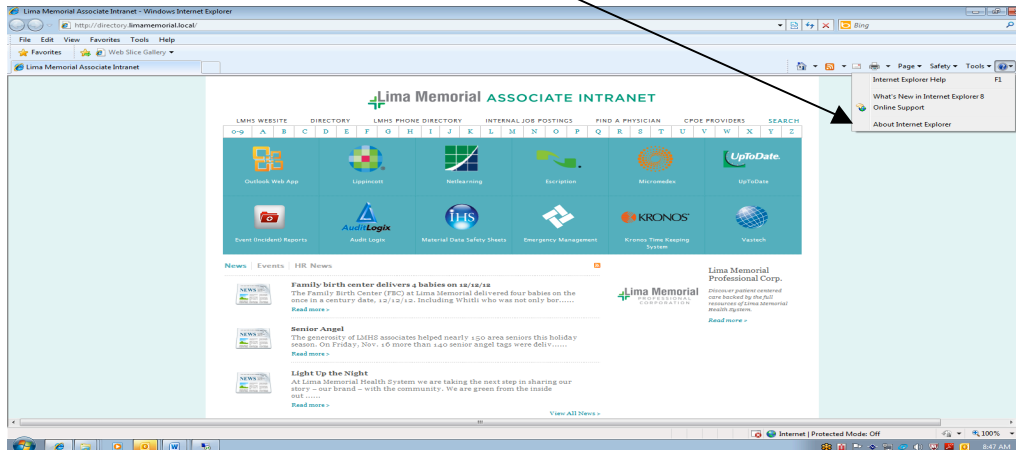 Lima Memorial Associate Intranet - Windows Internet Explorer
http://directory.limamemorial.local/
Bing
File Edit View Favorites Tools Help
Favorites Web Slice Gallery
Lima Memorial Associate Intranet
Page Safety Tools
Internet Explorer Help F1
What's New in Internet Explorer 8
Online Support
About Internet Explorer
Lima Memorial ASSOCIATE INTRANET
LMHS WEBSITE DIRECTORY LMHS PHONE DIRECTORY INTERNAL JOB POSTINGS FIND A PHYSICIAN CPOE PROVIDERS SEARCH
0-9 A B C D E F G H I J K L M N O P Q R S T U V W X Y Z
UpToDate.
Outlook Web App Lippincott Netlearning Escription Micromedex UpToDate
AuditLogix iHS KRONOS
Event (Incident) Reports Audit Logix Material Data Safety Sheets Emergency Management Kronos Time Keeping System Vaxtech
News Events HR News
NEWS
Family birth center delivers 4 babies on 12/12/12
The Family Birth Center (FBC) at Lima Memorial delivered four babies on the
once in a century date, 12/12/12. Including Whitli who was not only bor......
Read more »
NEWS
Senior Angel
The generosity of LMHS associates helped nearly 150 area seniors this holiday
season. On Friday, Nov. 16 more than 140 senior angel tags were deliv......
Read more »
NEWS
Light Up the Night
At Lima Memorial Health System we are taking the next step in sharing our
story – our brand – with the community. We are green from the inside
out ......
Read more »
View All News »
Lima Memorial
PROFESSIONAL
CORPORATION
Lima Memorial
Professional Corp.
Discover patient centered
care backed by the full
resources of Lima Memorial
Health System.
Read more »
Internet | Protected Mode: Off 100%
8:47 AM